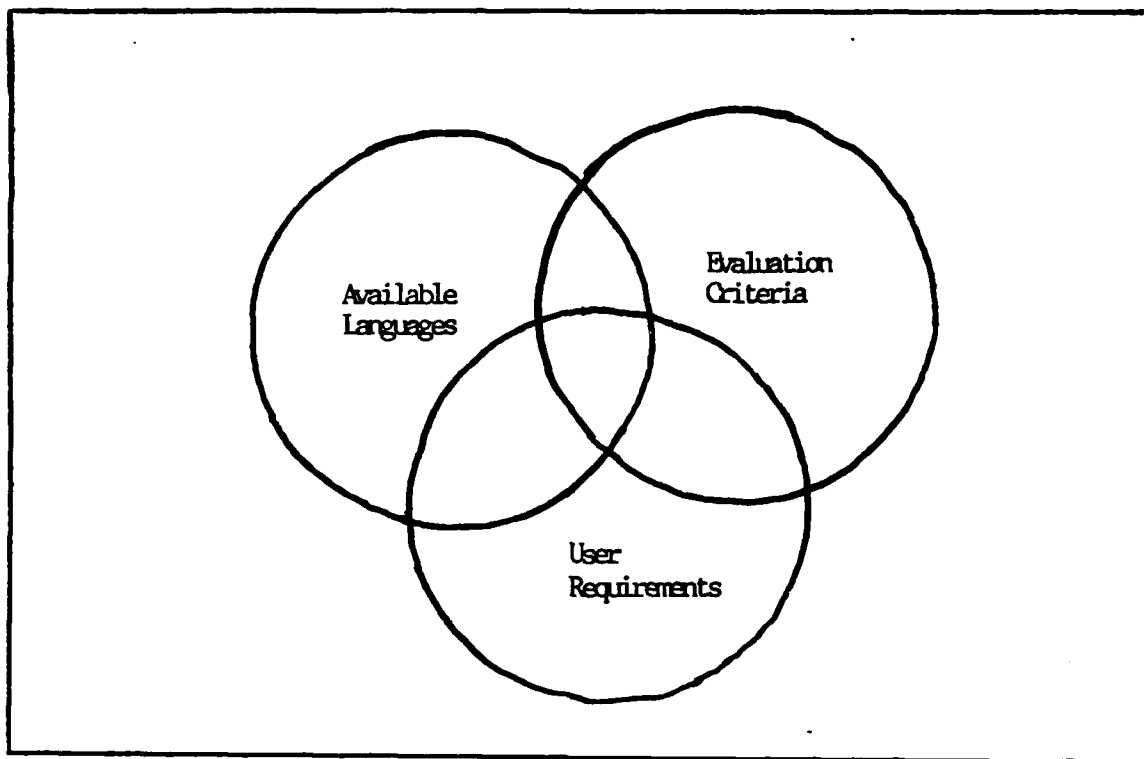 Available
Languages
Evaluation
Criteria
User
Requirements